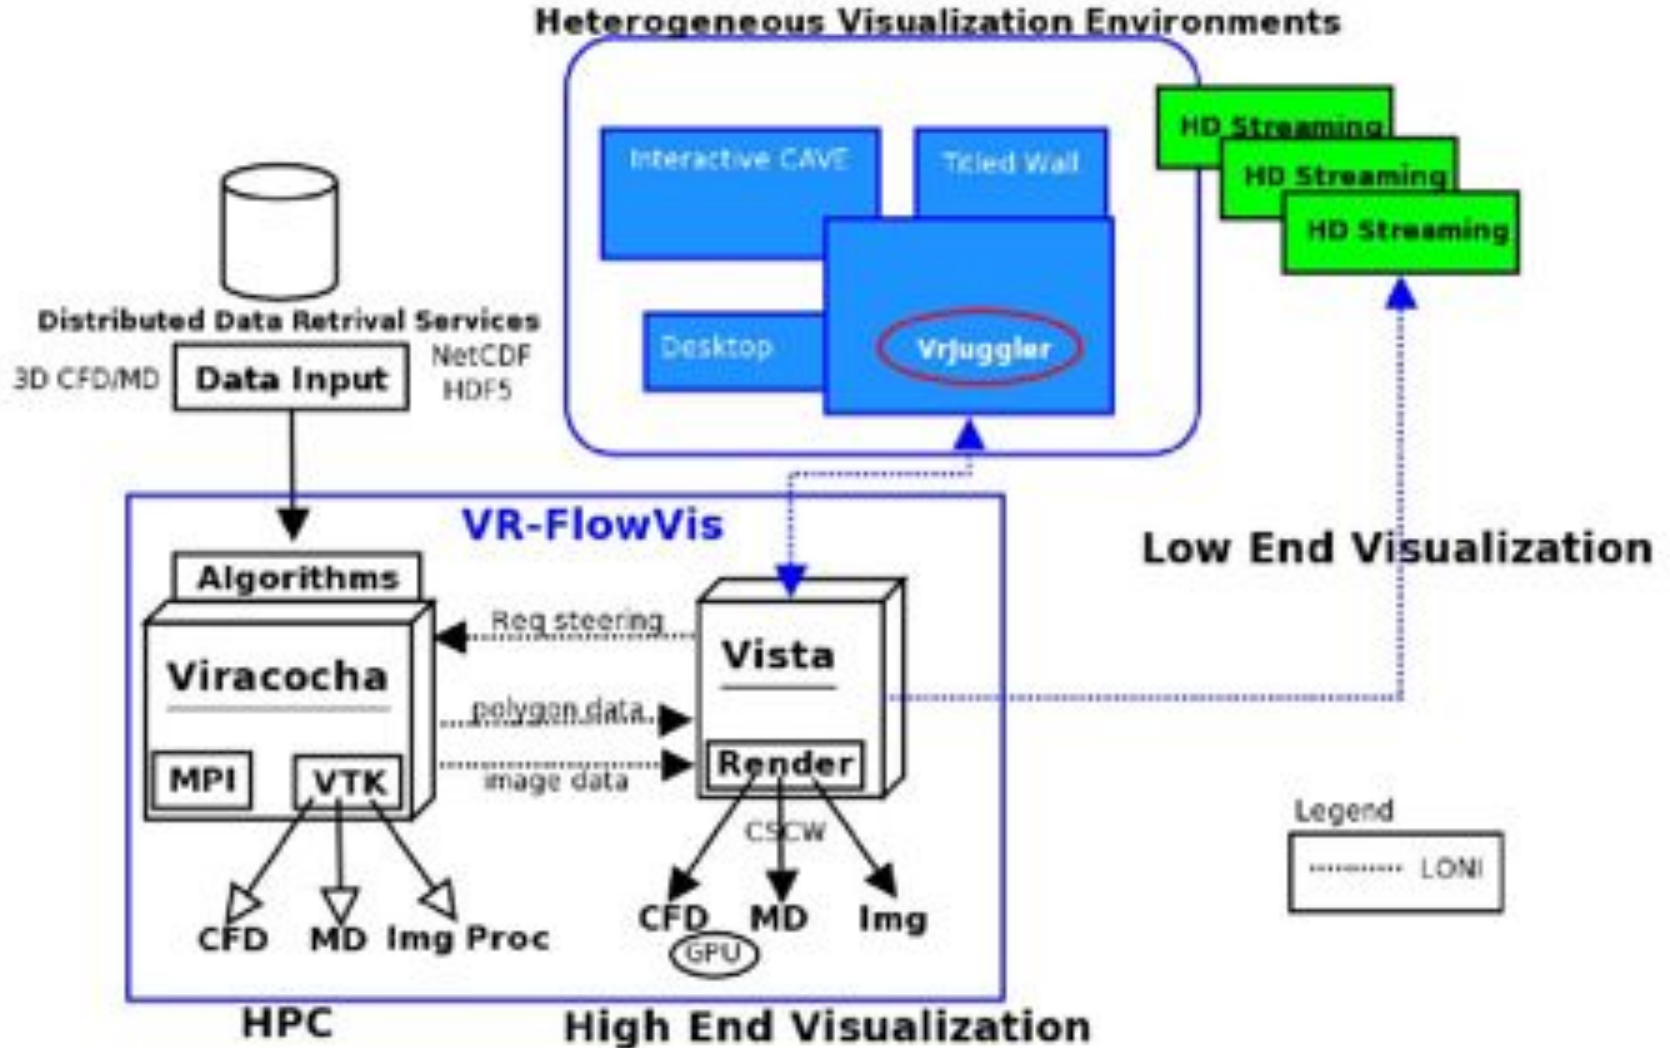 Heterogeneous Visualization Environments
Interactive CAVE
Titled Wall
HD Streaming
HD Streaming
HD Streaming
Desktop
VrJuggler
Distributed Data Retrival Services
3D CFD/MD
Data Input
NetCDF
HDF5
VR-FlowVis
Low End Visualization
Algorithms
Viracocha
MPI
VTK
Req steering
polygon data
image data
Vista
Render
CSCW
CFD
MD
Img Proc
CFD
MD
Img
GPU
HPC
High End Visualization
Legend
LONI